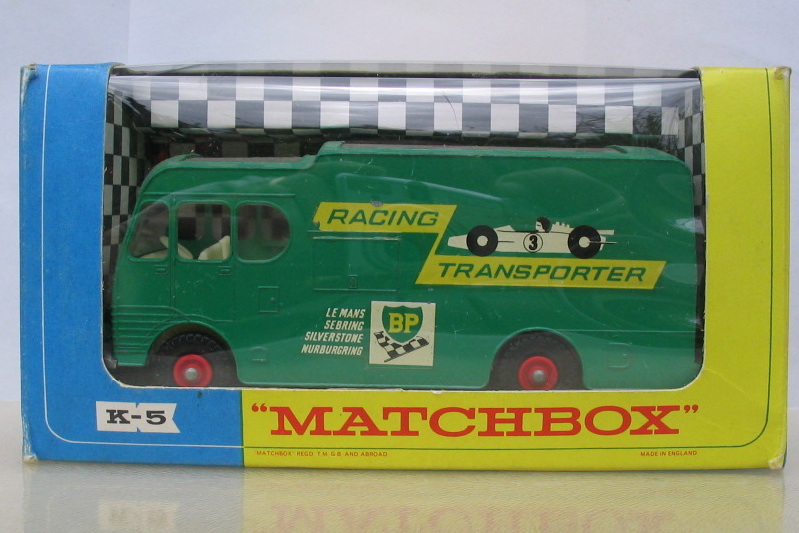 RACING
3
TRANSPORTER
LE MANS
SEBRING
SILVERSTONE
NURBURGRING
BP
K-5
"MATCHBOX"
"MATCHBOX" REGD T.M. G.B. AND ABROAD
MADE IN ENGLAND